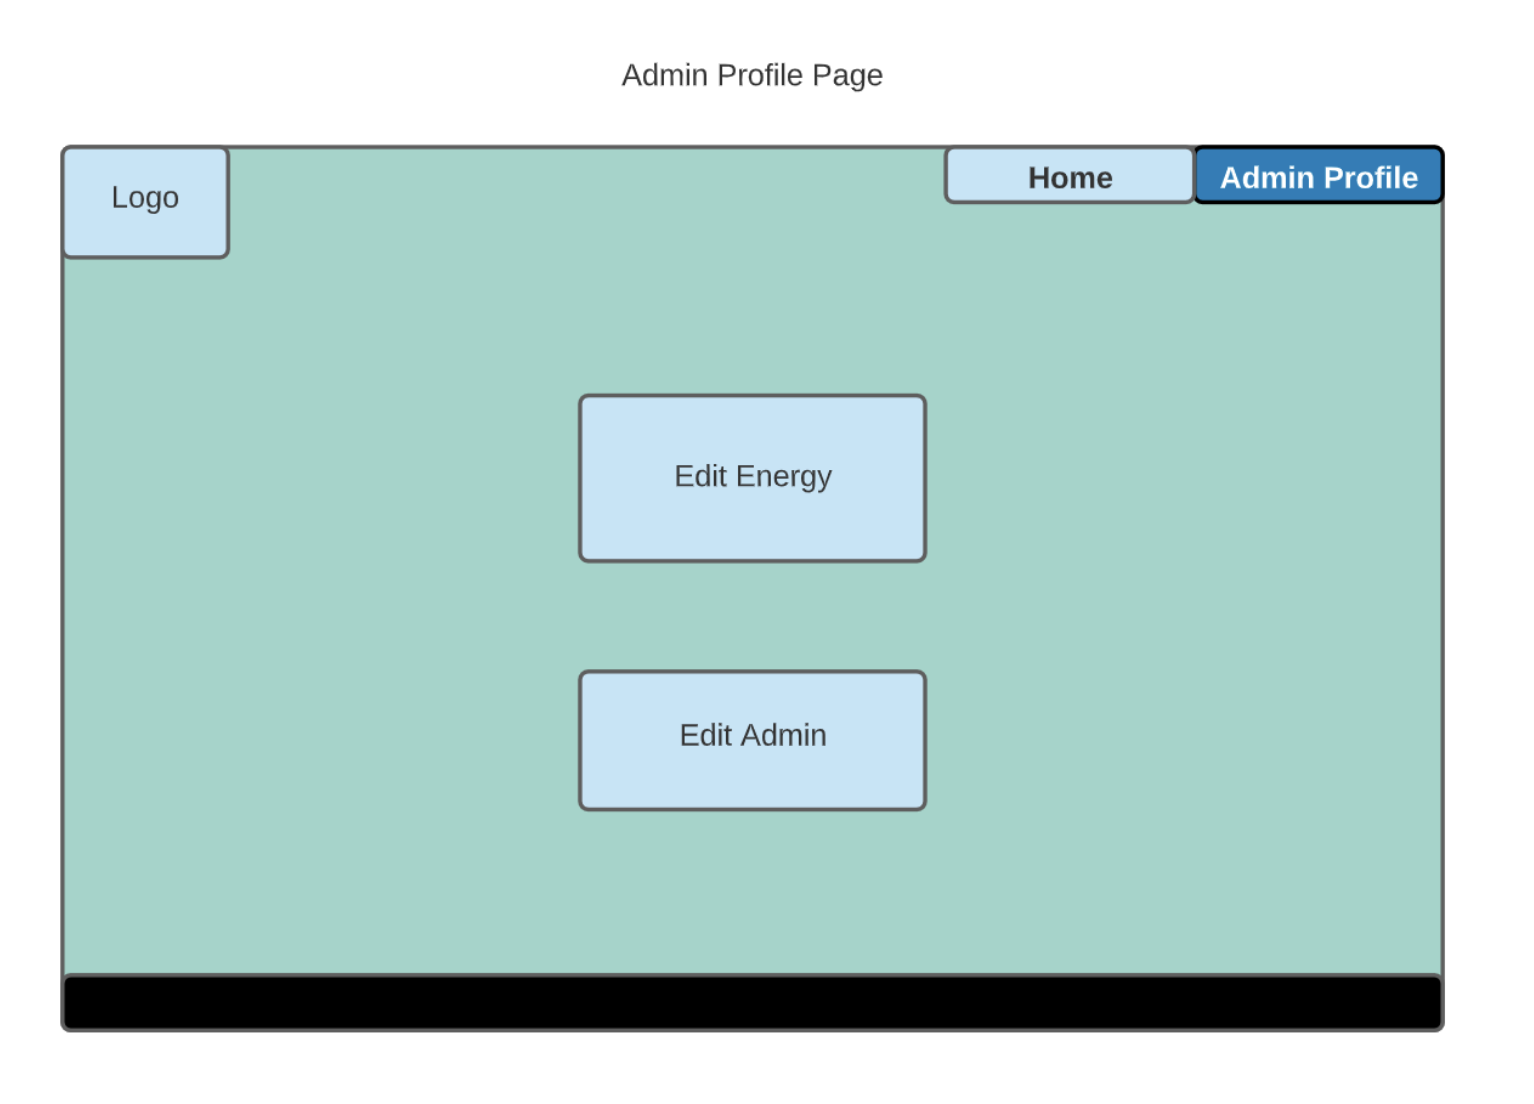 Admin Profile Page
Logo
Home
Admin Profile
Edit Energy
Edit Admin